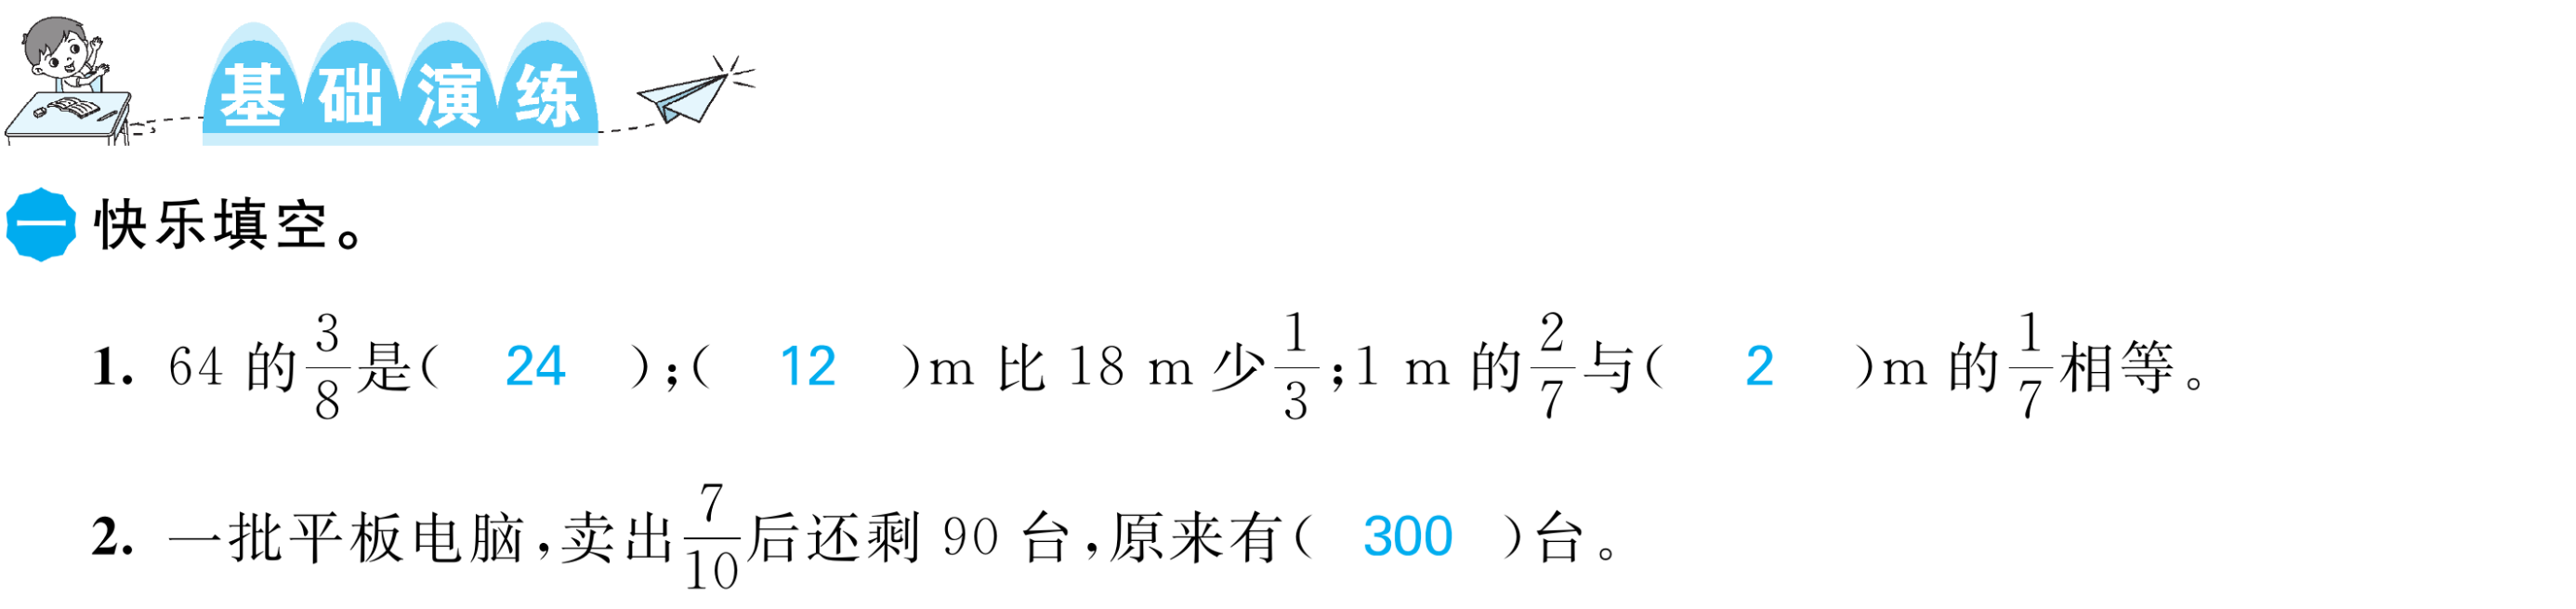 基础演练
一 快乐填空。
1. 64 的 3/8 是( 24 );( 12 )m 比 18 m 少 1/3;1 m 的 2/7 与( 2 )m 的 1/7 相等。
2. 一批平板电脑,卖出 7/10 后还剩 90 台,原来有( 300 )台。